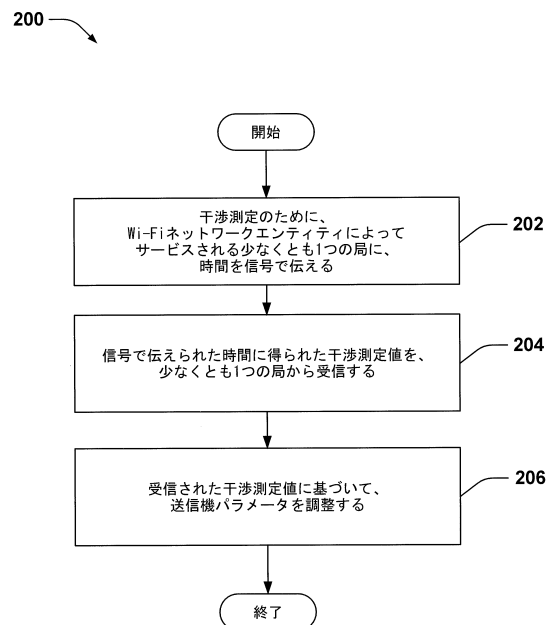 200
開始
干渉測定のために、
Wi-Fiネットワークエンティティによって
サービスされる少なくとも1つの局に、
時間を信号で伝える
202
信号で伝えられた時間に得られた干渉測定値を、
少なくとも1つの局から受信する
204
受信された干渉測定値に基づいて、
送信機パラメータを調整する
206
終了